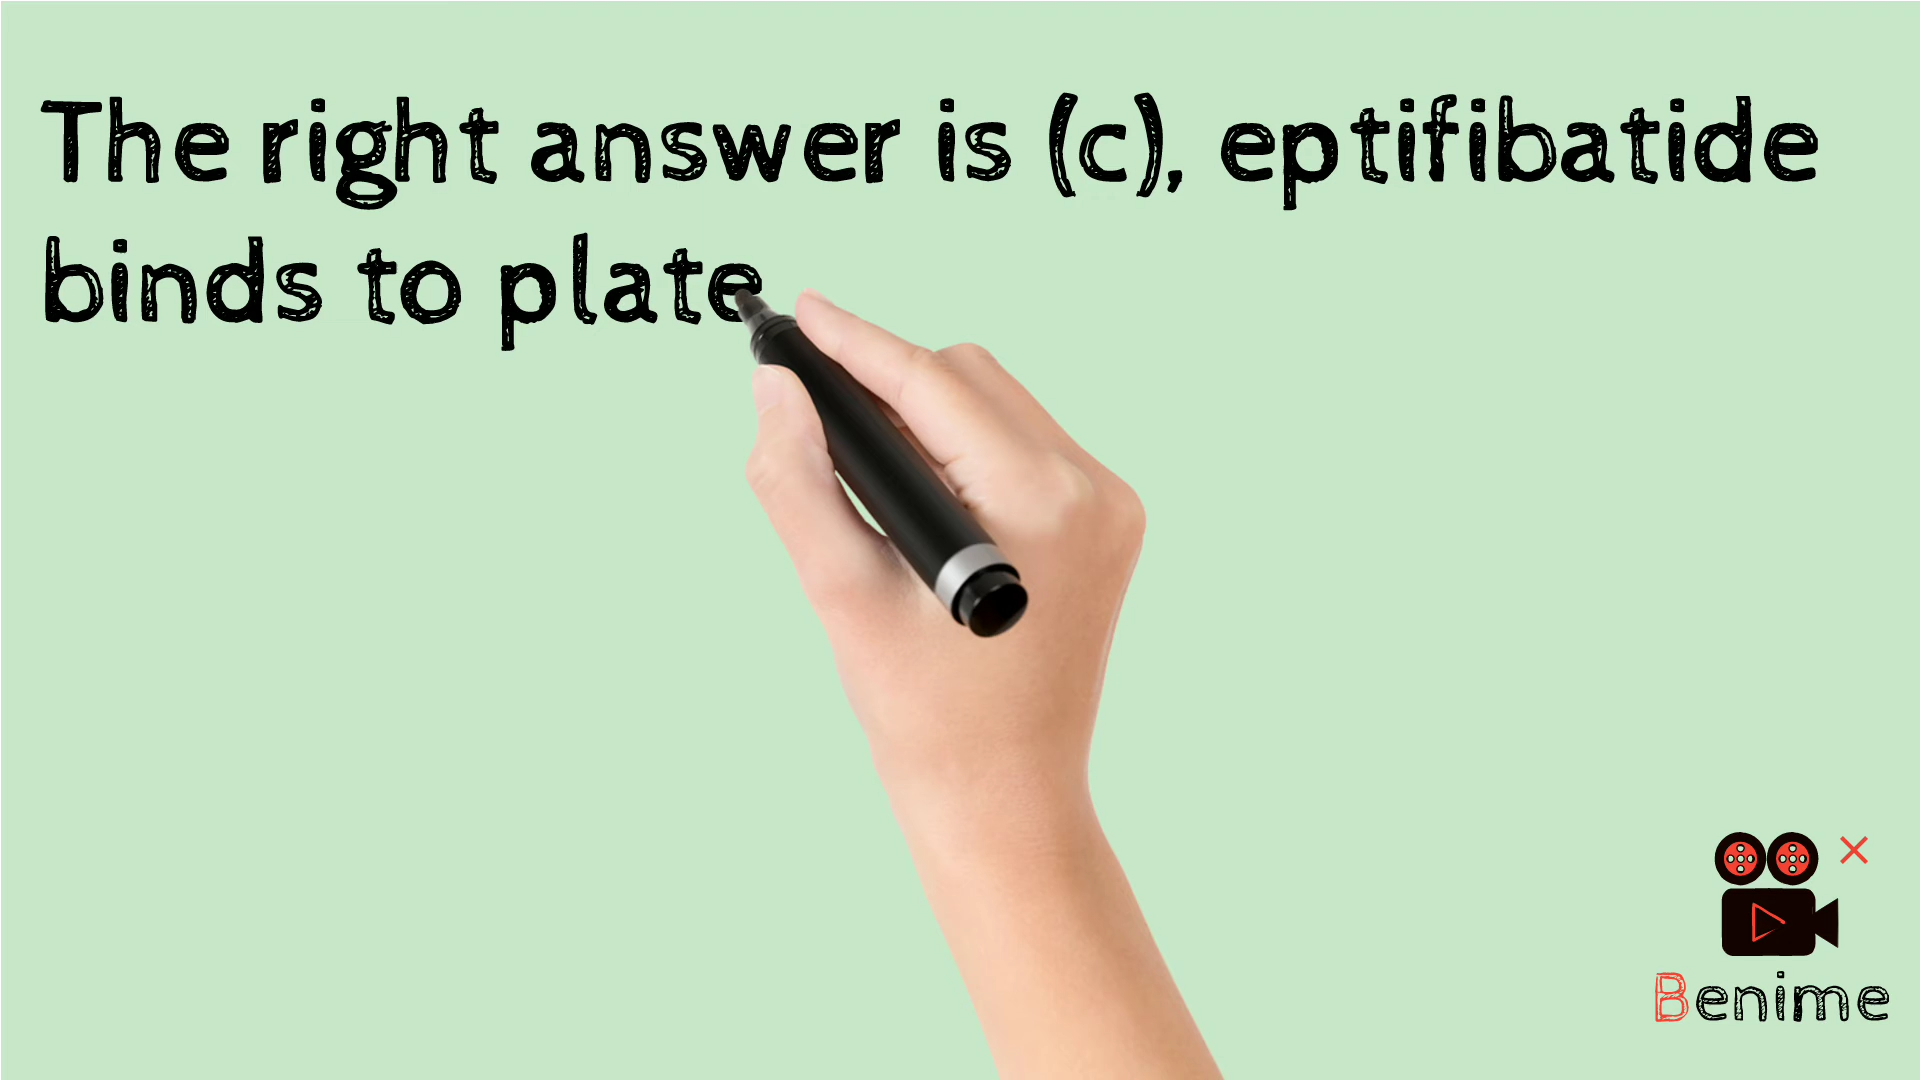 The right answer is (c), eptifibatide
binds to plate
Benime